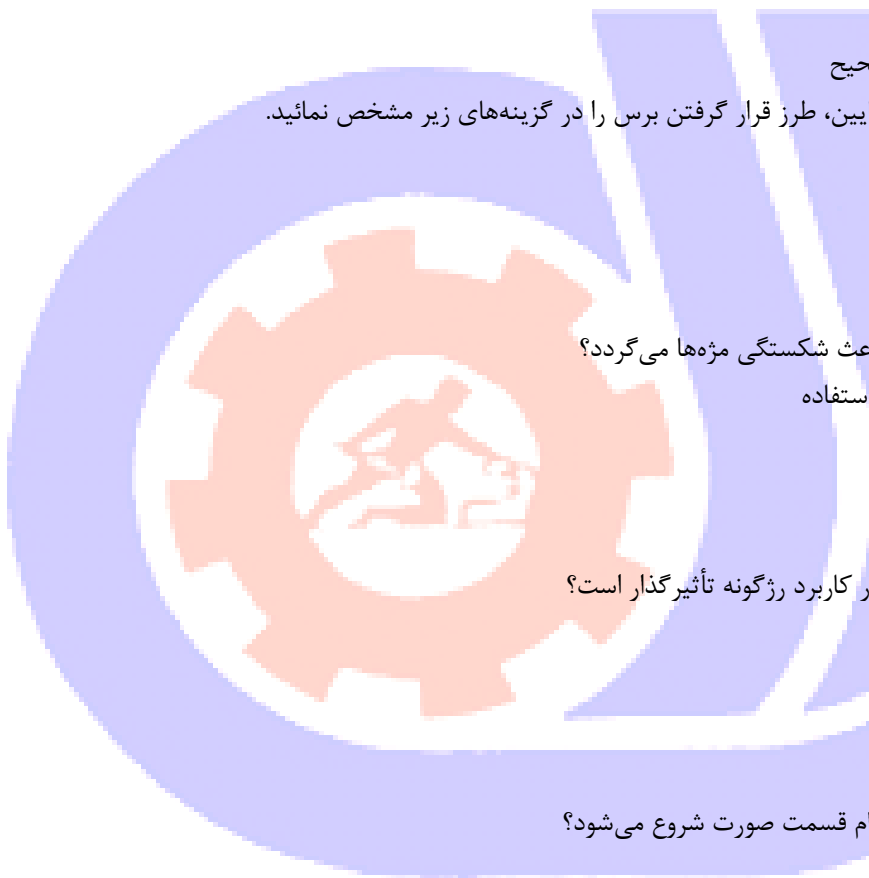 حیح
یین، طرز قرار گرفتن برس را در گزینه‌های زیر مشخص نمائید.
عث شکستگی مژه‌ها می‌گردد؟
ستفاده
ر کاربرد رژگونه تأثیرگذار است؟
ام قسمت صورت شروع می‌شود؟